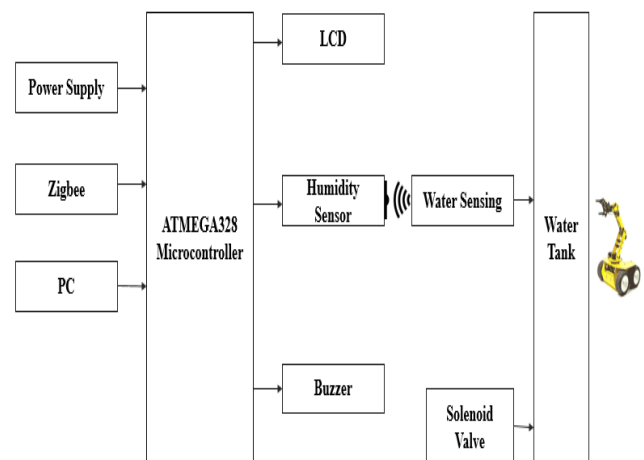 LCD
Power Supply
Humidity
Sensor
Water Sensing
Zigbee
ATMEGA328
Microcontroller
Water
Tank
PC
Buzzer
Solenoid
Valve